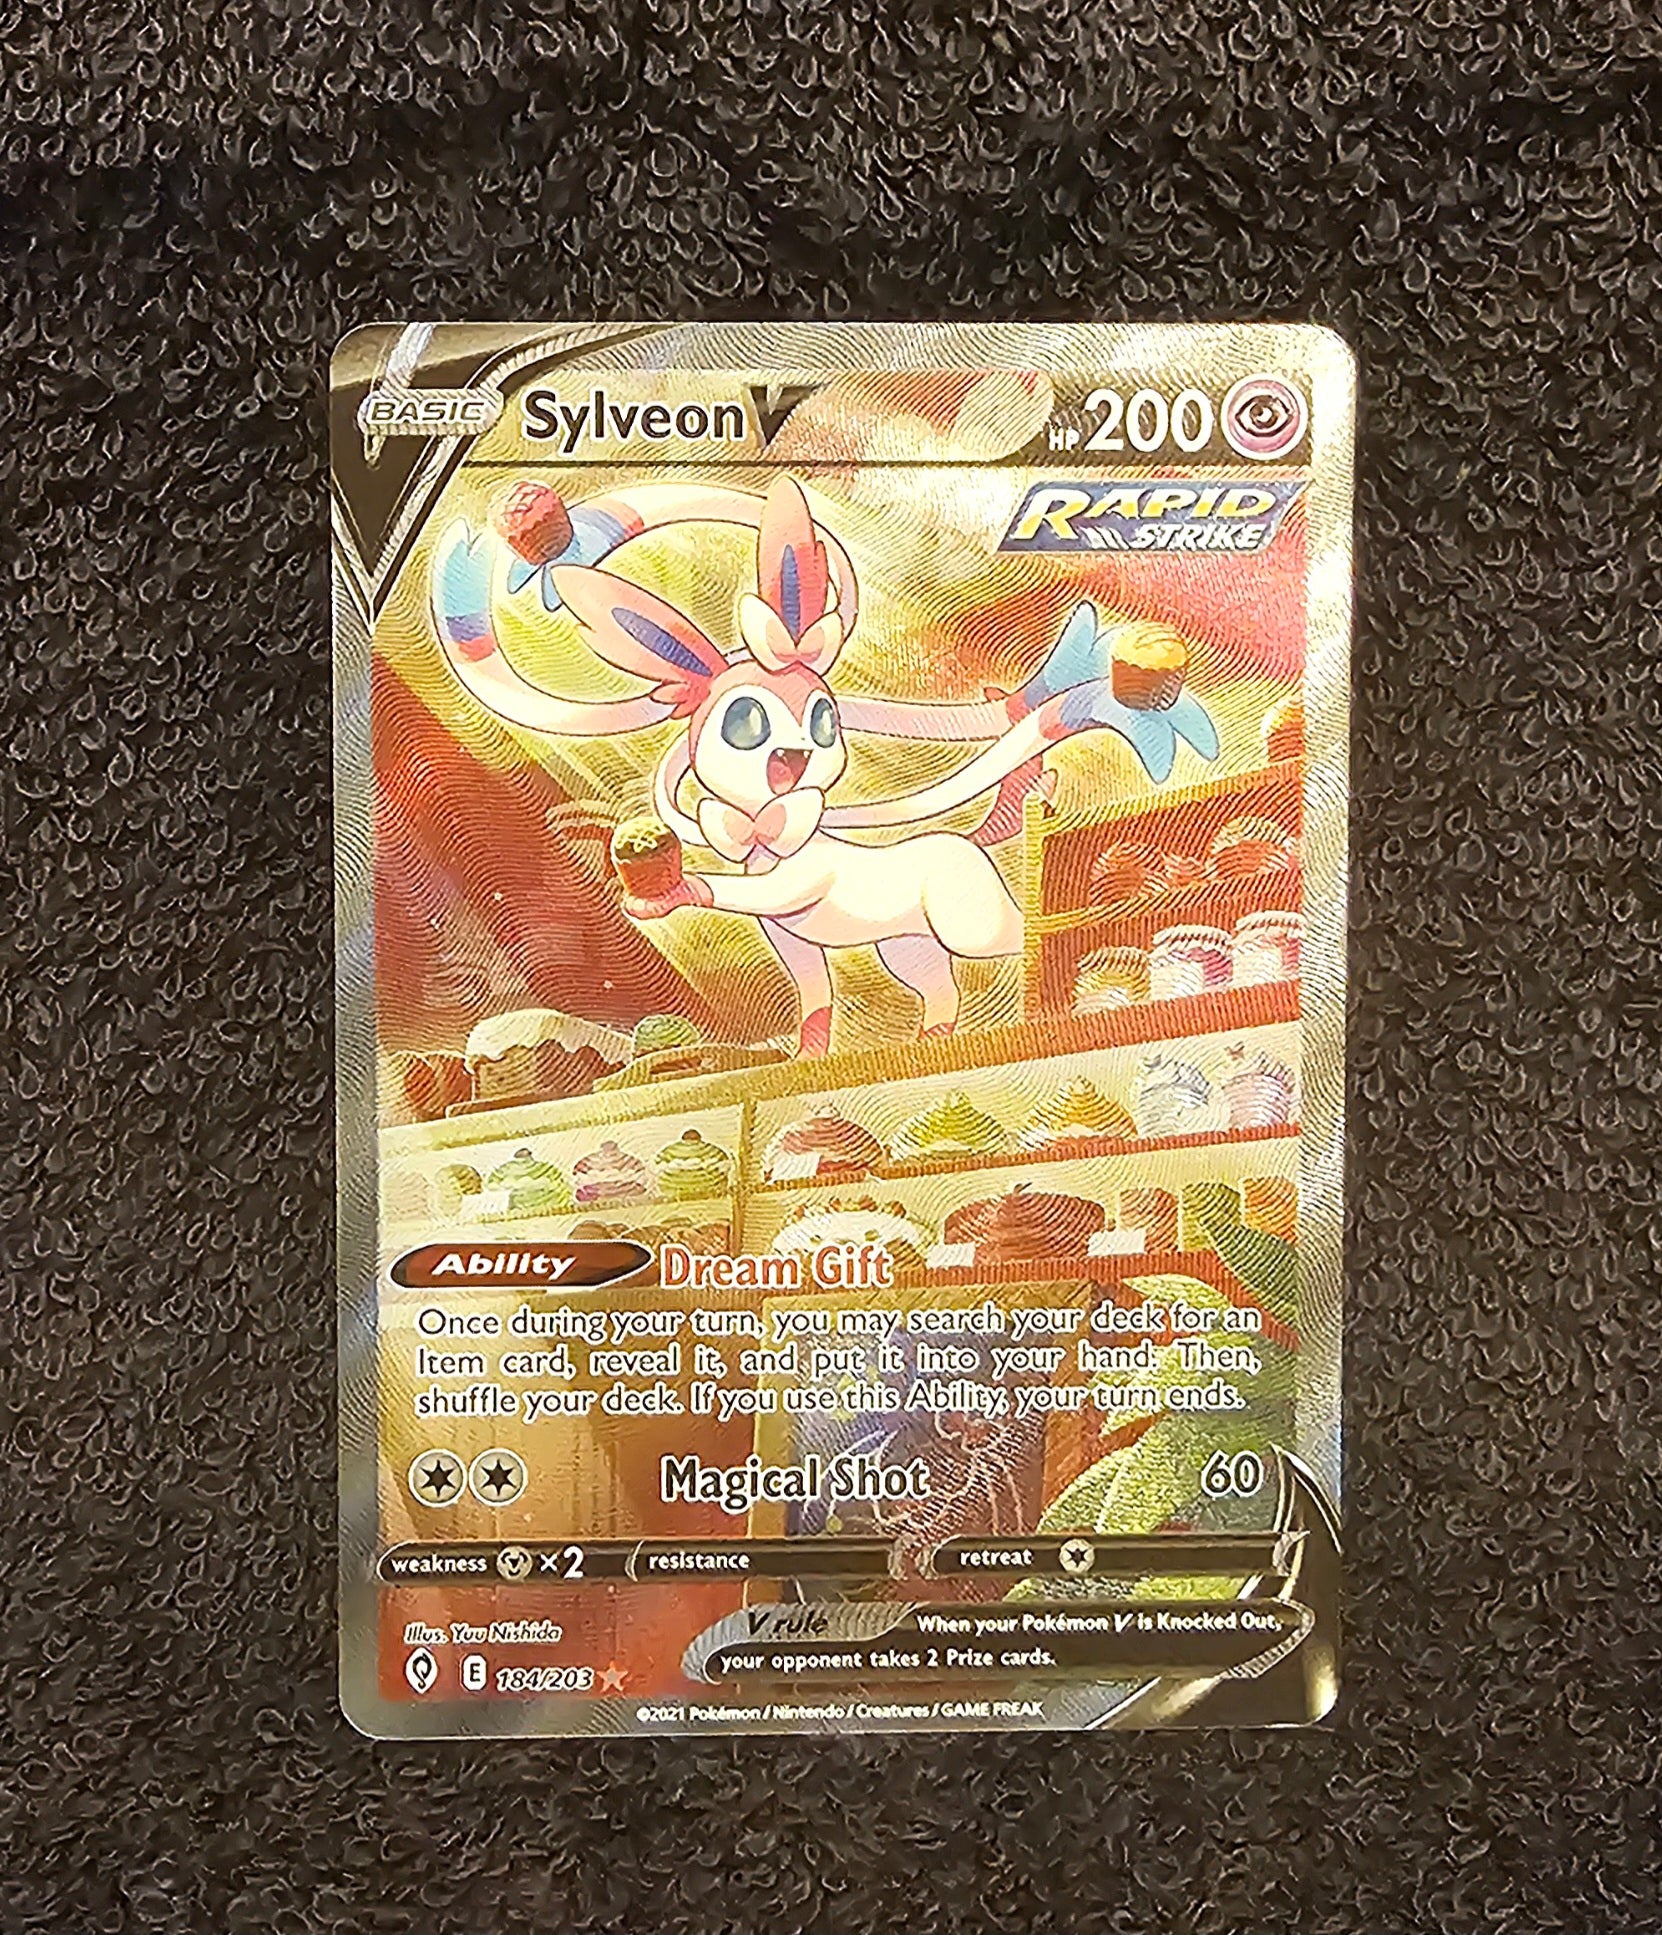 BASIC Sylveon V HP 200
RAPID
STRIKE
Ability Dream Gift
Once during your turn, you may search your deck for an
Item card, reveal it, and put it into your hand. Then,
shuffle your deck. If you use this Ability, your turn ends.
Magical Shot 60
weakness ×2 resistance retreat
V rule When your Pokémon V is Knocked Out,
your opponent takes 2 Prize cards.
Illus. Yuu Nishida
E 184/203
©2021 Pokémon / Nintendo / Creatures / GAME FREAK